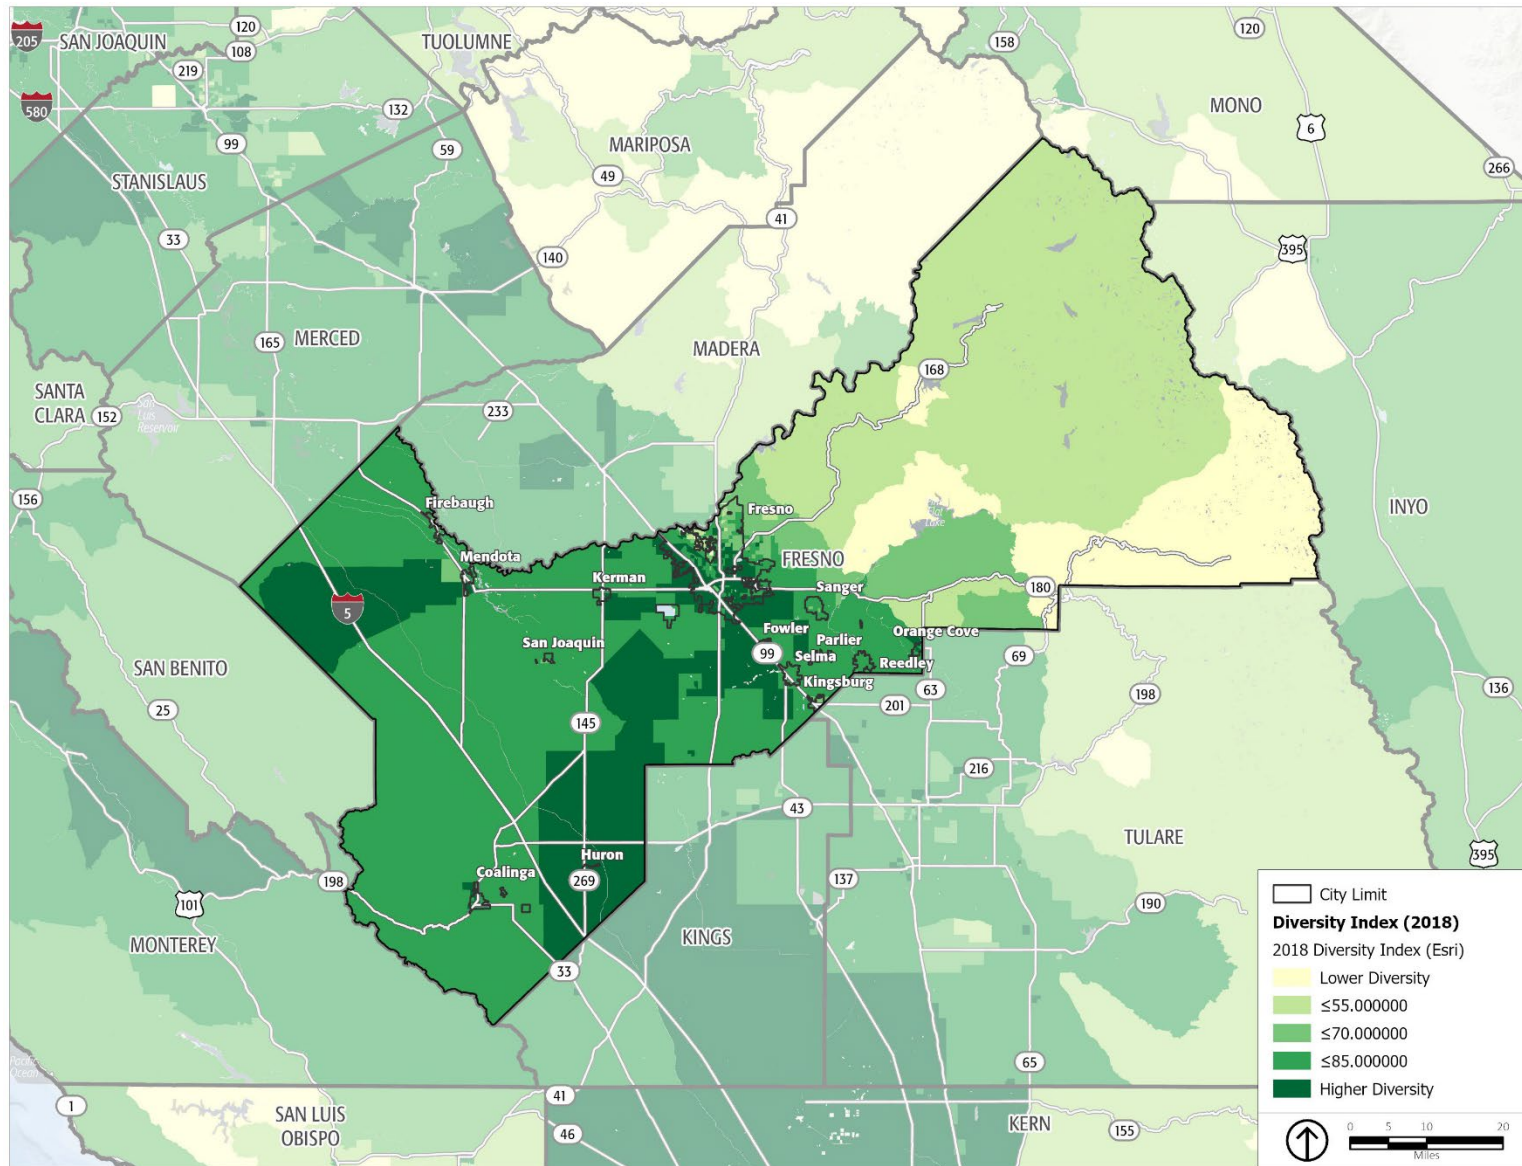 205
SAN JOAQUIN
120
108
TUOLUMNE
158
120
219
580
132
MONO
6
99
59
MARIPOSA
266
STANISLAUS
49
33
41
395
140
165
MERCED
MADERA
168
SANTA
CLARA
152
San
Luis
Reservoir
233
156
Firebaugh
Fresno
INYO
Mendota
FRESNO
Kerman
Sanger
180
5
San Joaquin
Fowler
Parlier
Orange Cove
99
Selma
Reedley
SAN BENITO
Kingsburg
69
63
198
136
25
145
201
216
43
TULARE
Huron
395
Coalinga
198
269
137
101
190
MONTEREY
KINGS
33
Pacific
Ocean
65
1
41
SAN LUIS
OBISPO
46
KERN
155
City Limit
Diversity Index (2018)
2018 Diversity Index (Esri)
Lower Diversity
≤55.000000
≤70.000000
≤85.000000
Higher Diversity
0 5 10 20
Miles